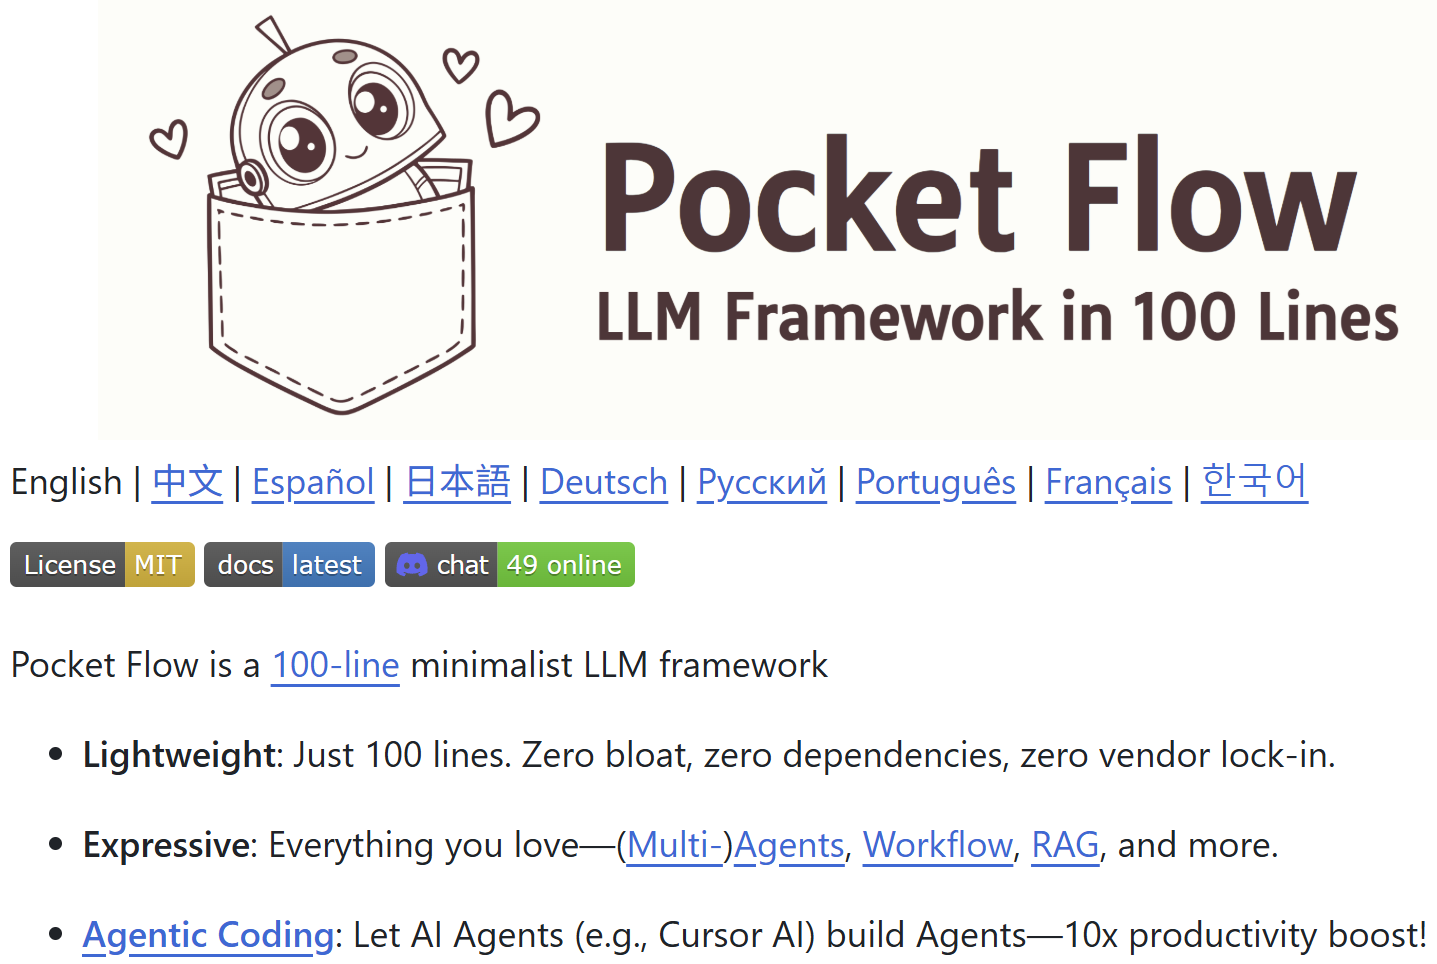 Pocket Flow
LLM Framework in 100 Lines
English | 中文 | Español | 日本語 | Deutsch | Русский | Português | Français | 한국어
License MIT docs latest chat 49 online
Pocket Flow is a 100-line minimalist LLM framework
• Lightweight: Just 100 lines. Zero bloat, zero dependencies, zero vendor lock-in.
• Expressive: Everything you love—(Multi-)Agents, Workflow, RAG, and more.
• Agentic Coding: Let AI Agents (e.g., Cursor AI) build Agents—10x productivity boost!